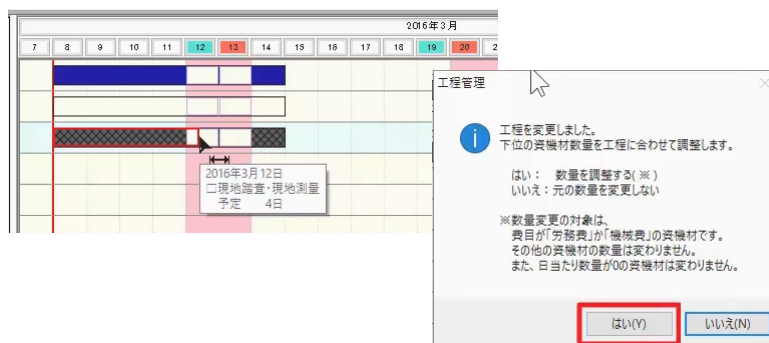 2016年3月
7 8 9 10 11 12 13 14 15 16 17 18 19 20 2
2016年3月12日
□現地踏査・現地測量
予定 4日
工程管理
工程を変更しました。
下位の資機材数量を工程に合わせて調整します。
はい： 数量を調整する(※)
いいえ：元の数量を変更しない
※数量変更の対象は、
費目が「労務費」か「機械費」の資機材です。
その他の資機材の数量は変わりません。
また、日当たり数量が0の資機材は変わりません。
はい(Y) いいえ(N)